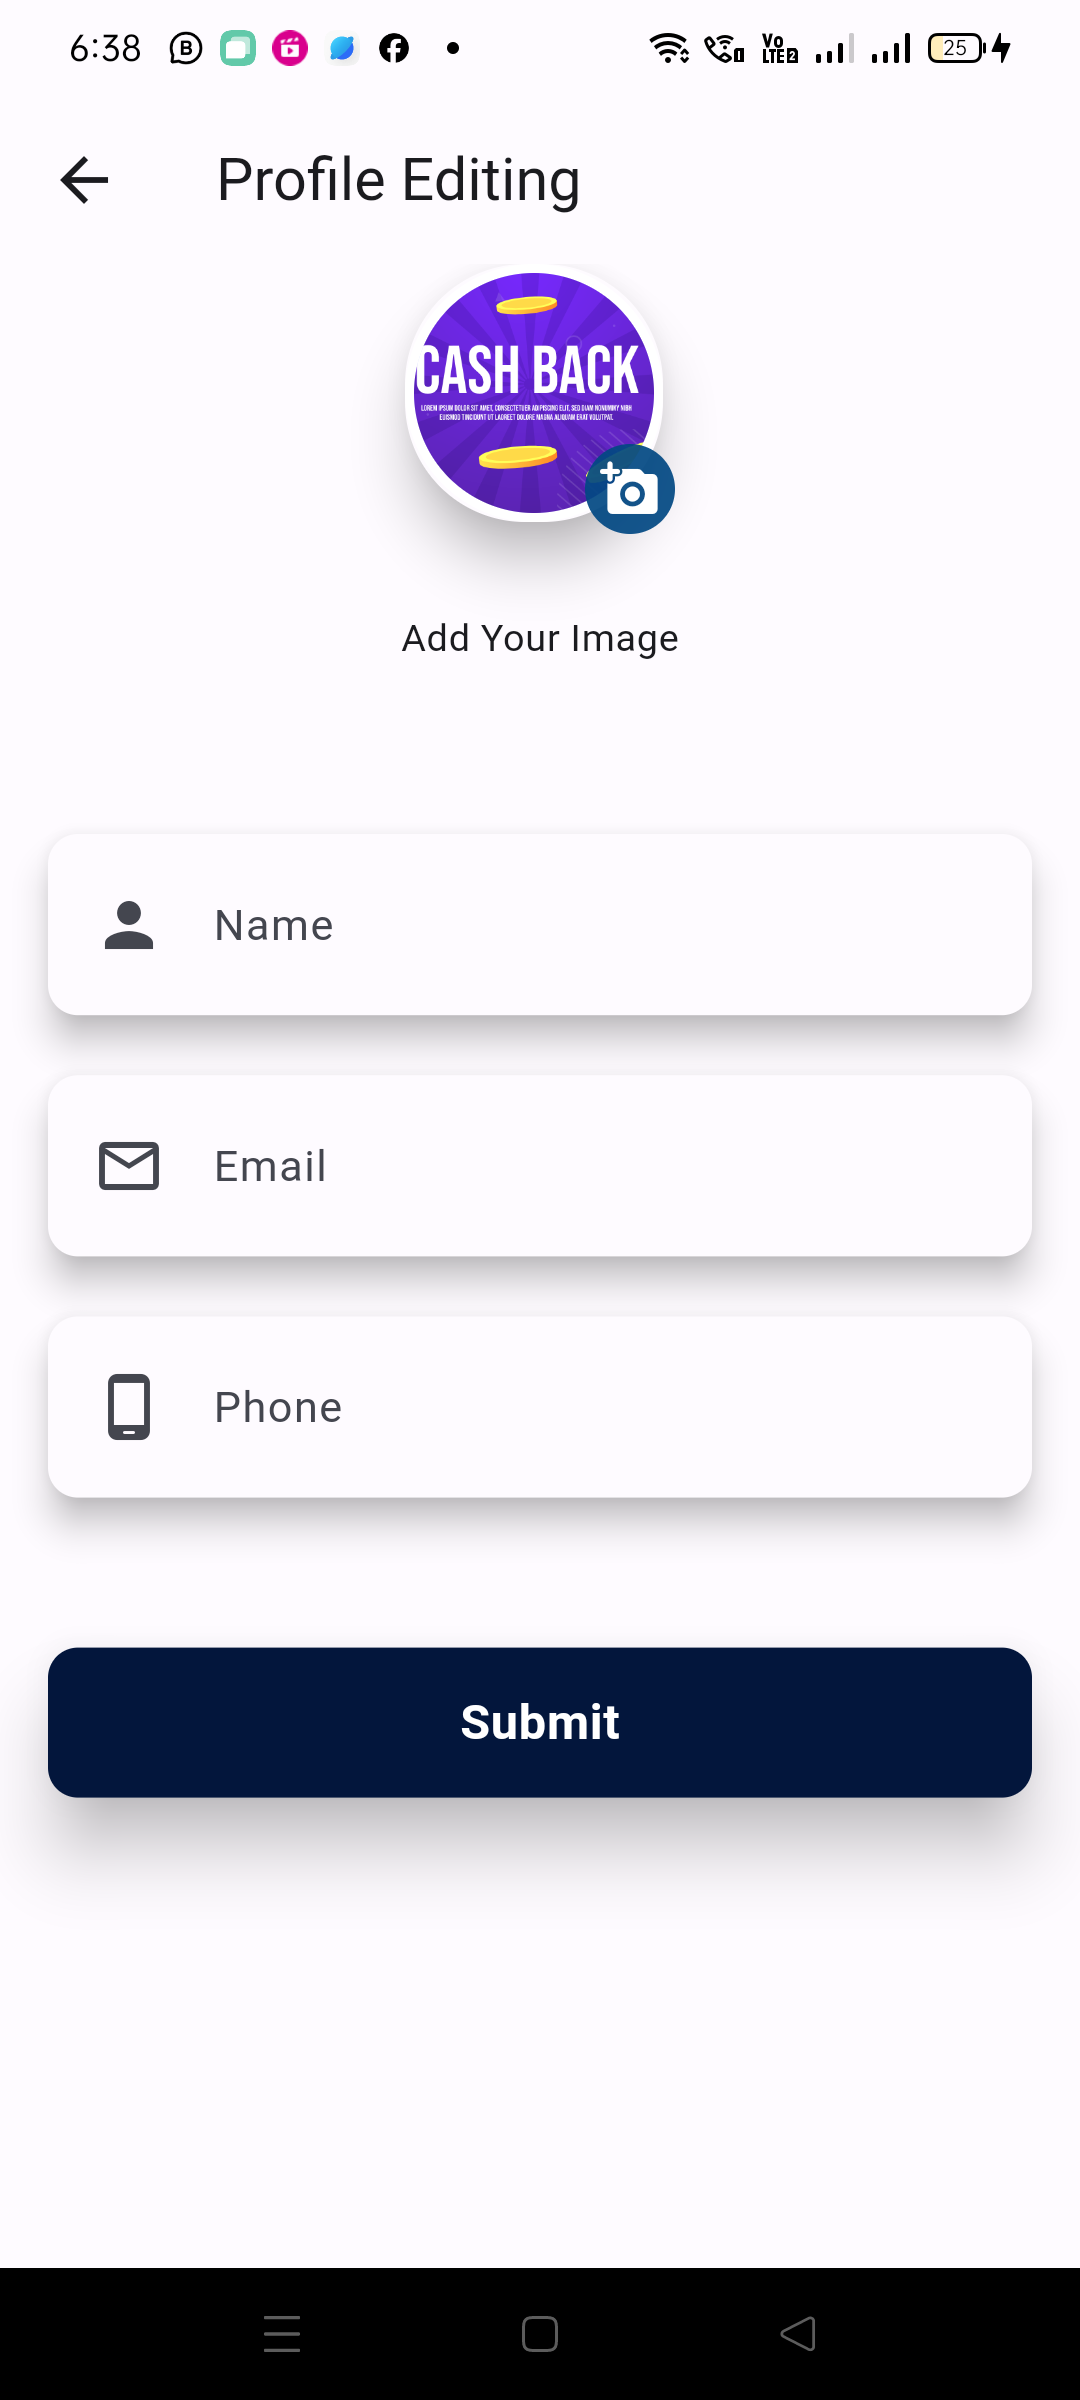 6:38
B
1
Vo
LTE2
25
Profile Editing
CASH BACK
LOREM IPSUM DOLOR SIT AMET, CONSECTETUER ADIPISCING ELIT, SED DIAM NONUMMY NIBH
EUISMOD TINCIDUNT UT LAOREET DOLORE MAGNA ALIQUAM ERAT VOLUTPAT.
Add Your Image
Name
Email
Phone
Submit